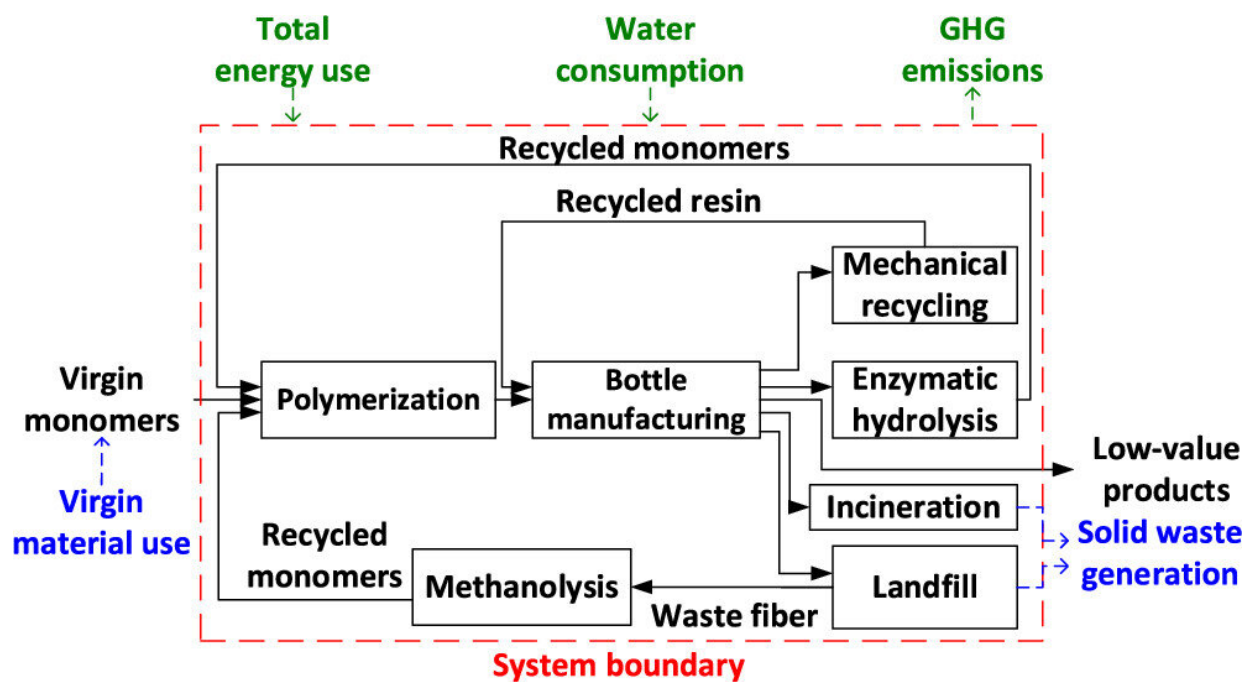 Total
energy use
Water
consumption
GHG
emissions
Recycled monomers
Recycled resin
Mechanical
recycling
Virgin
monomers
Polymerization
Bottle
manufacturing
Enzymatic
hydrolysis
Low-value
products
Virgin
material use
Incineration
Solid waste
generation
Recycled
monomers
Methanolysis
Waste fiber
Landfill
System boundary